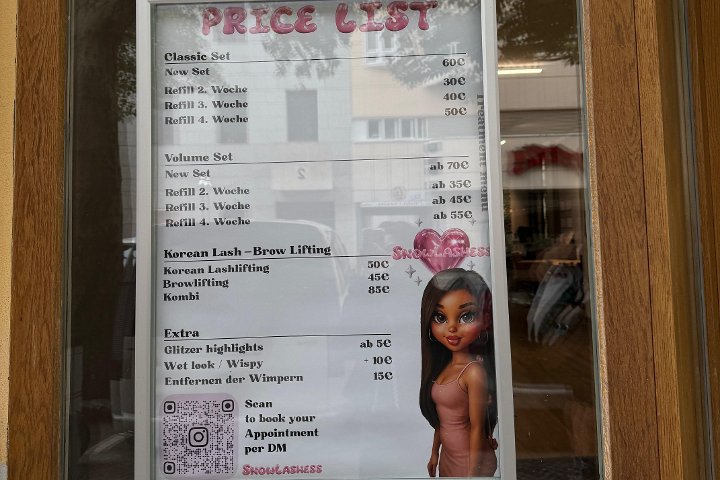 PRICE LIST
Classic Set
New Set 60€
Refill 2. Woche 30€
Refill 3. Woche 40€
Refill 4. Woche 50€
Treatment menu
Volume Set
New Set ab 70€
Refill 2. Woche ab 35€
Refill 3. Woche ab 45€
Refill 4. Woche ab 55€
SnowLashess
Korean Lash-Brow Lifting
Korean Lashlifting 50€
Browlifting 45€
Kombi 85€
Extra
Glitzer highlights ab 5€
Wet look / Wispy + 10€
Entfernen der Wimpern 15€
Scan
to book your
Appointment
per DM
SnowLashess